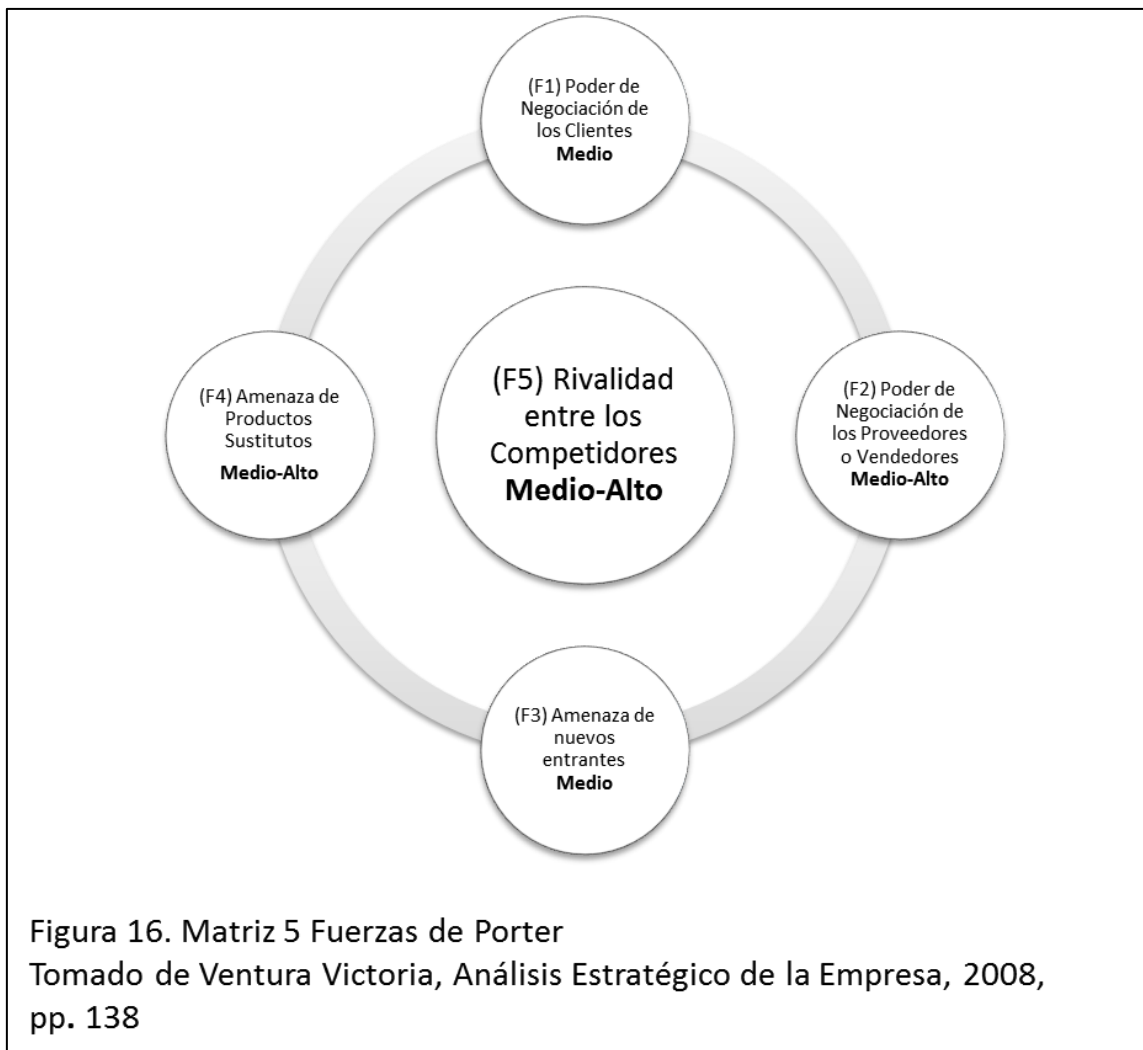 (F1) Poder de
Negociación de
los Clientes
Medio
(F4) Amenaza de
Productos
Sustitutos
Medio-Alto
(F5) Rivalidad
entre los
Competidores
Medio-Alto
(F2) Poder de
Negociación de
los Proveedores
o Vendedores
Medio-Alto
(F3) Amenaza de
nuevos
entrantes
Medio
Figura 16. Matriz 5 Fuerzas de Porter
Tomado de Ventura Victoria, Análisis Estratégico de la Empresa, 2008,
pp. 138